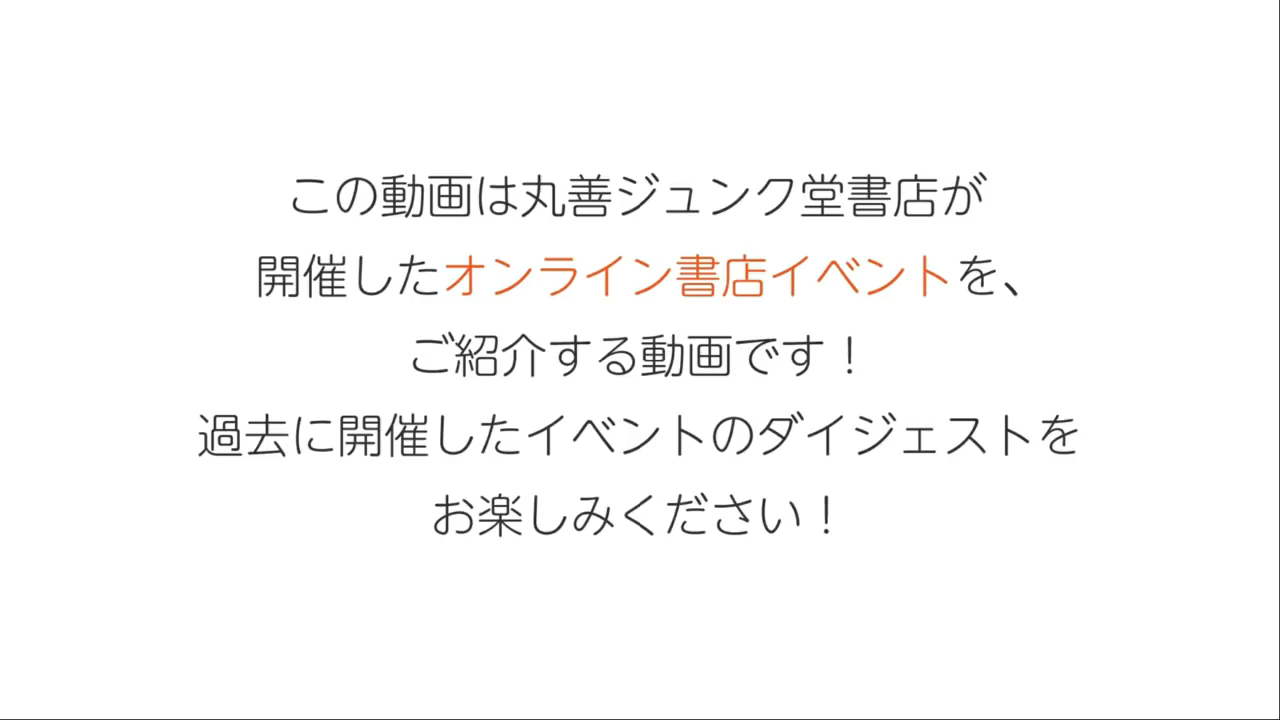 この動画は丸善ジュンク堂書店が
開催したオンライン書店イベントを、
ご紹介する動画です！
過去に開催したイベントのダイジェストを
お楽しみください！